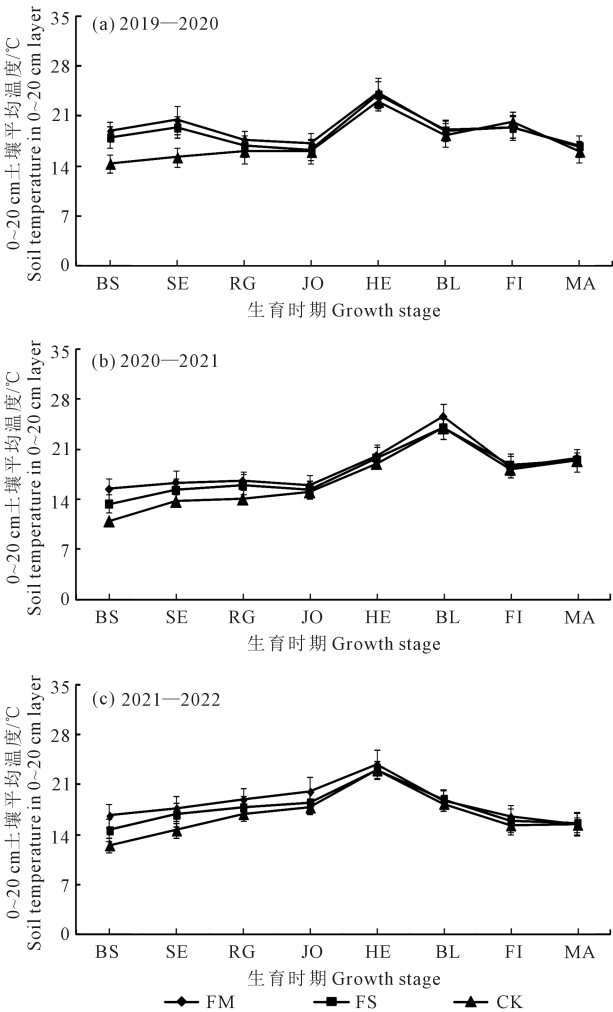 (a) 2019—2020
0~20 cm土壤平均温度/℃
Soil temperature in 0~20 cm layer
35
28
21
14
7
0
BS SE RG JO HE BL FI MA
生育时期 Growth stage
(b) 2020—2021
0~20 cm土壤平均温度/℃
Soil temperature in 0~20 cm layer
35
28
21
14
7
0
BS SE RG JO HE BL FI MA
生育时期 Growth stage
(c) 2021—2022
0~20 cm土壤平均温度/℃
Soil temperature in 0~20 cm layer
35
28
21
14
7
0
BS SE RG JO HE BL FI MA
生育时期 Growth stage
FM FS CK